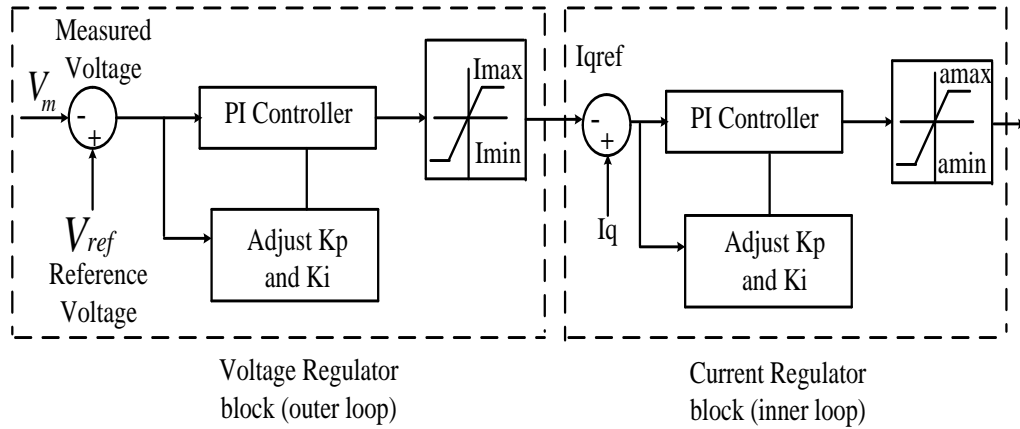 Measured
Voltage
V_m
-
+
V_ref
Reference
Voltage
PI Controller
Adjust Kp
and Ki
Imax
Imin
Voltage Regulator
block (outer loop)
Iqref
-
+
Iq
PI Controller
Adjust Kp
and Ki
amax
amin
Current Regulator
block (inner loop)